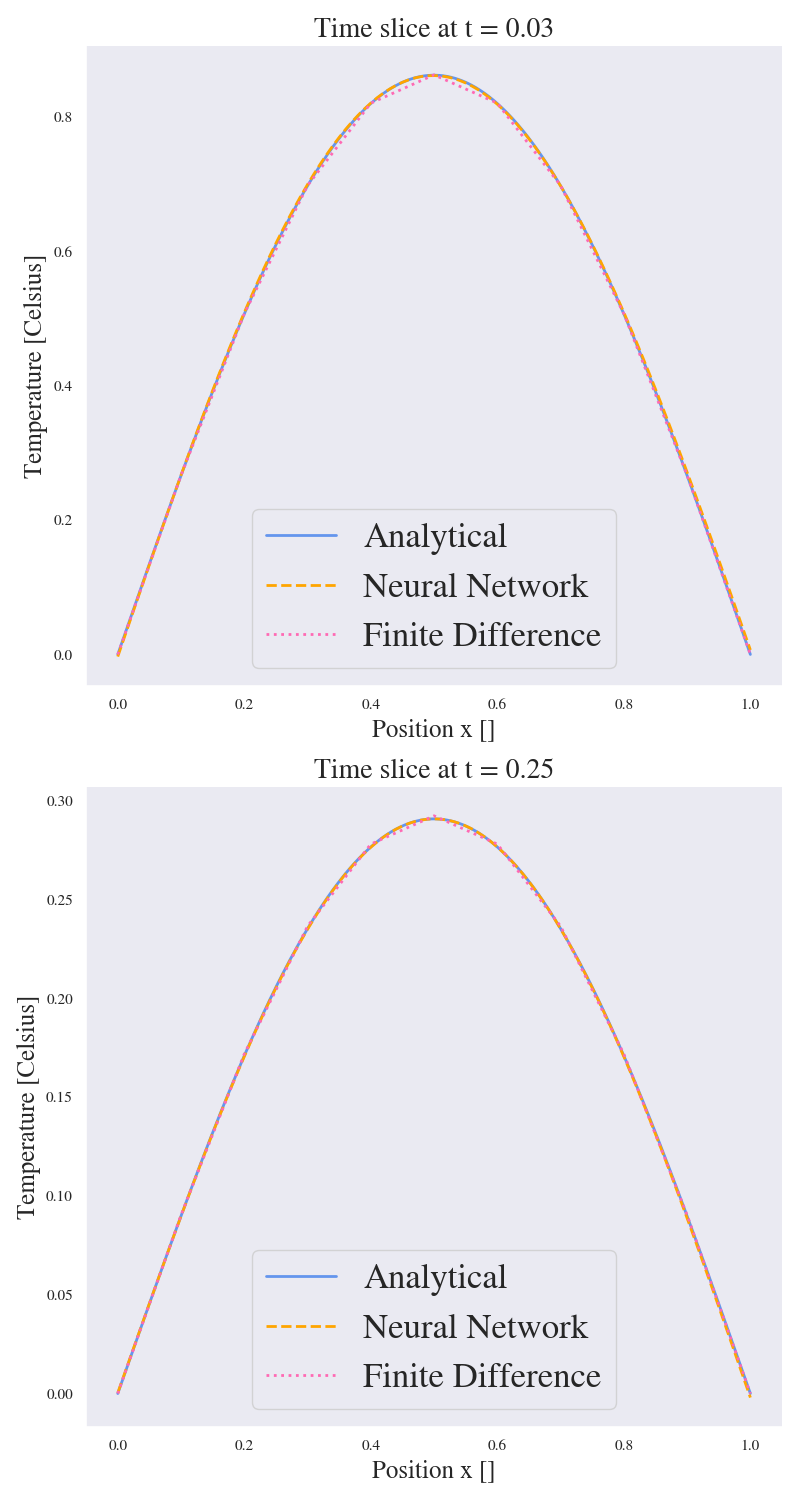 Time slice at t = 0.03
Temperature [Celsius]
0.8
0.6
0.4
0.2
0.0
Analytical
Neural Network
Finite Difference
0.0 0.2 0.4 0.6 0.8 1.0
Position x []
Time slice at t = 0.25
Temperature [Celsius]
0.30
0.25
0.20
0.15
0.10
0.05
0.00
Analytical
Neural Network
Finite Difference
0.0 0.2 0.4 0.6 0.8 1.0
Position x []